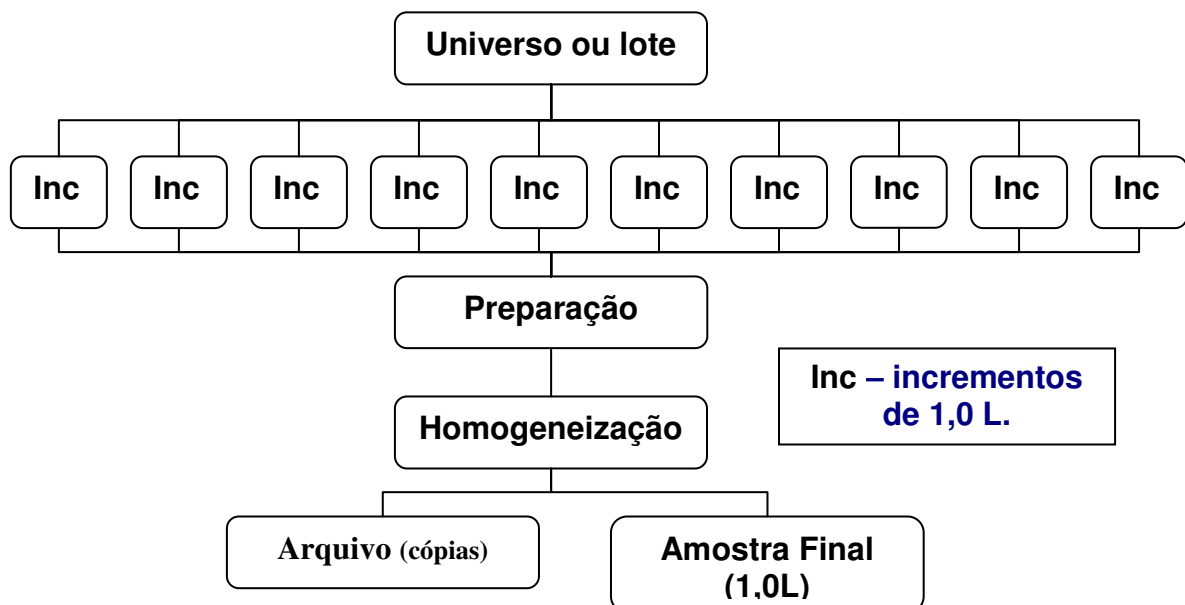 Universo ou lote
Inc Inc Inc Inc Inc Inc Inc Inc Inc Inc
Preparação
Inc – incrementos
de 1,0 L.
Homogeneização
Arquivo (cópias)
Amostra Final
(1,0L)